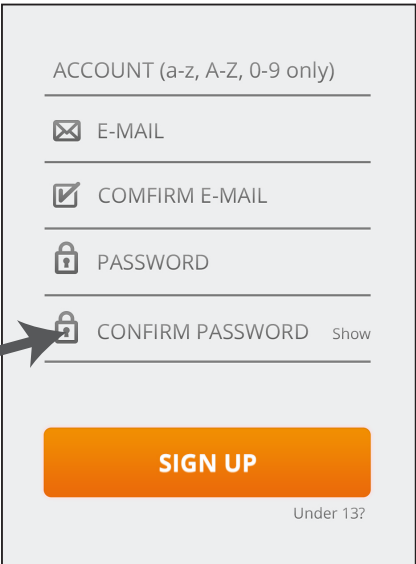 ACCOUNT (a-z, A-Z, 0-9 only)
E-MAIL
COMFIRM E-MAIL
PASSWORD
CONFIRM PASSWORD Show
SIGN UP
Under 13?